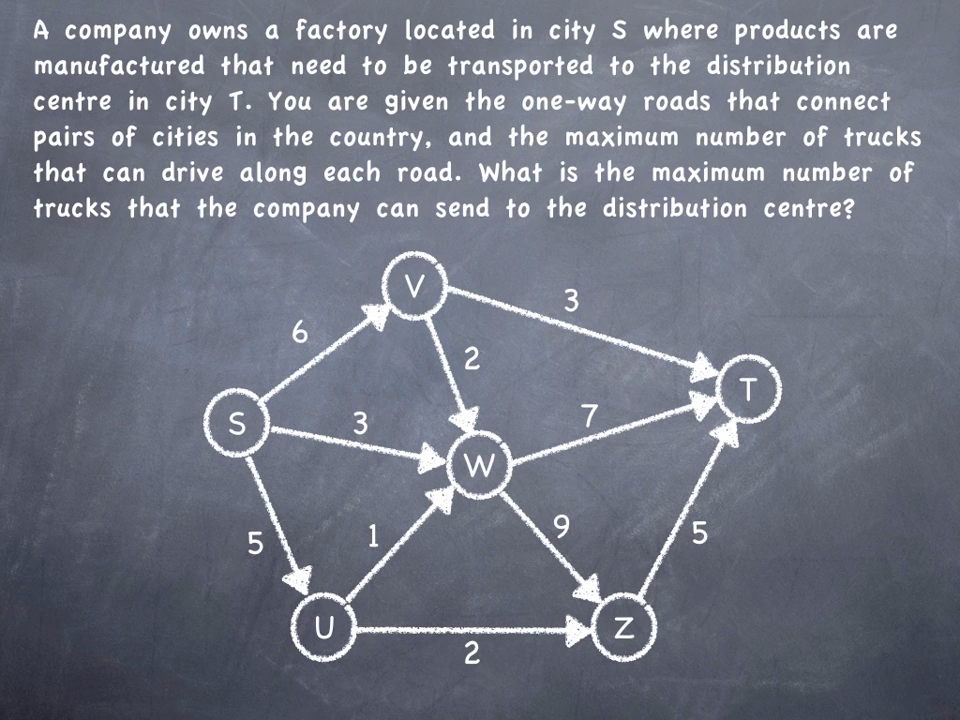 A company owns a factory located in city S where products are
manufactured that need to be transported to the distribution
centre in city T. You are given the one-way roads that connect
pairs of cities in the country, and the maximum number of trucks
that can drive along each road. What is the maximum number of
trucks that the company can send to the distribution centre?
V
3
6
2
T
S
3
7
W
5
1
9
5
U
Z
2